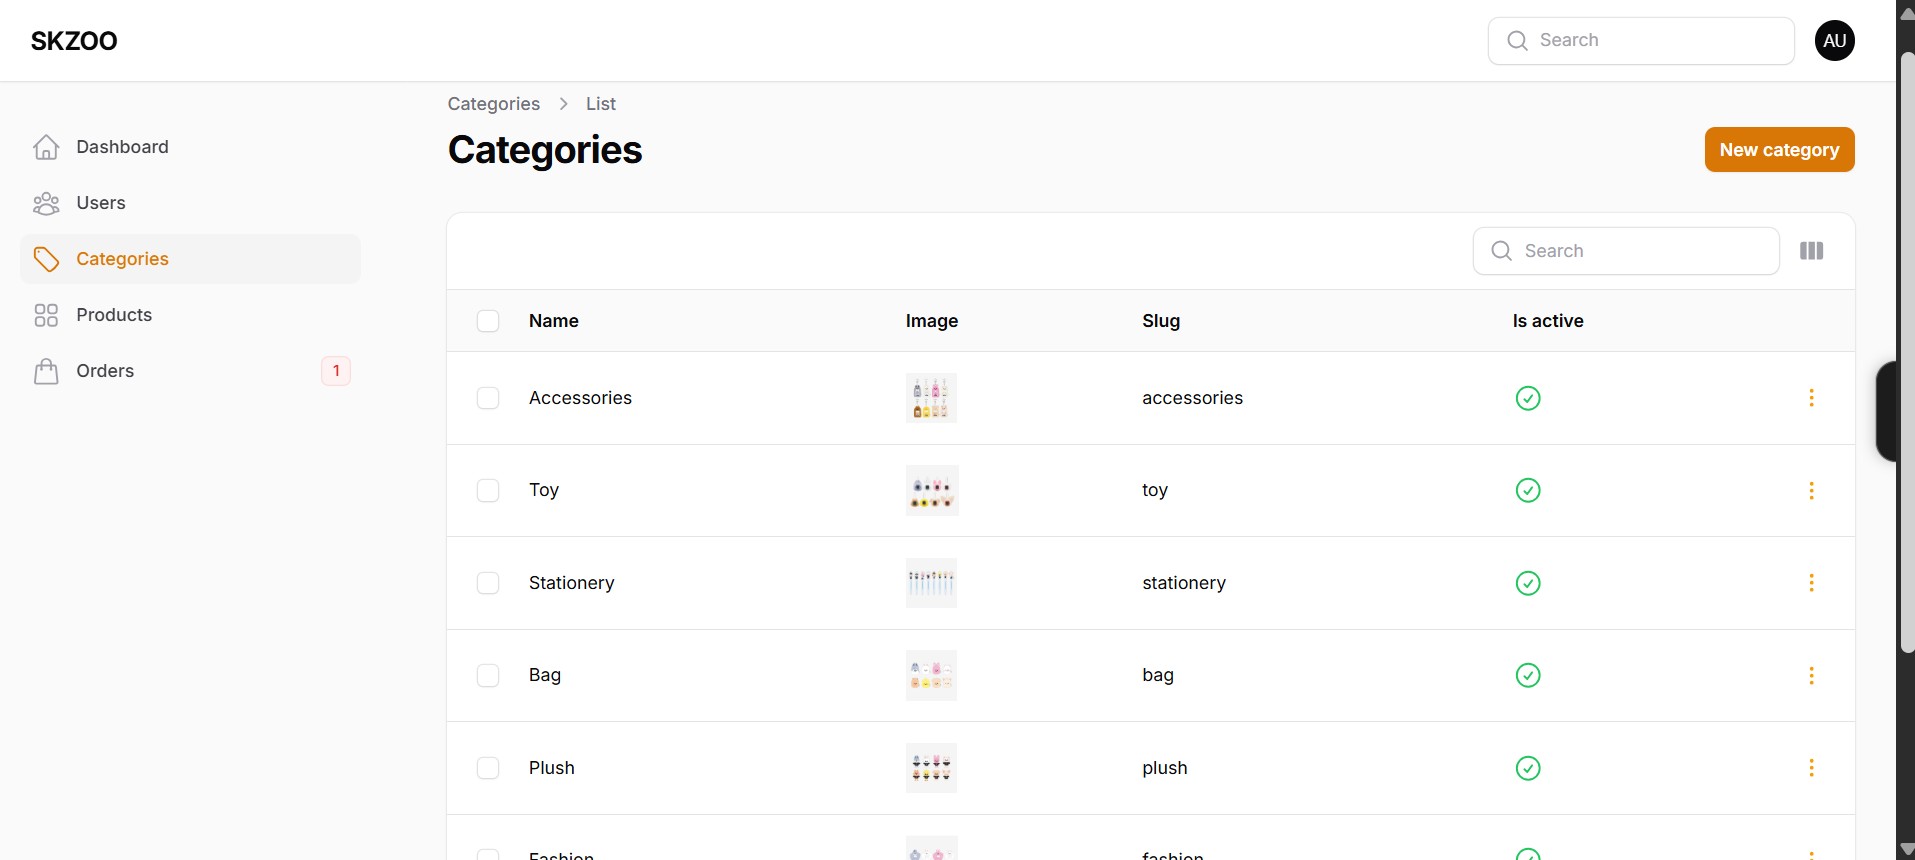 SKZOO
Search
AU
Dashboard
Users
Categories
Products
Orders 1
Categories > List
Categories
New category
Search
Name Image Slug Is active
Accessories accessories
Toy toy
Stationery stationery
Bag bag
Plush plush
Fashion fashion